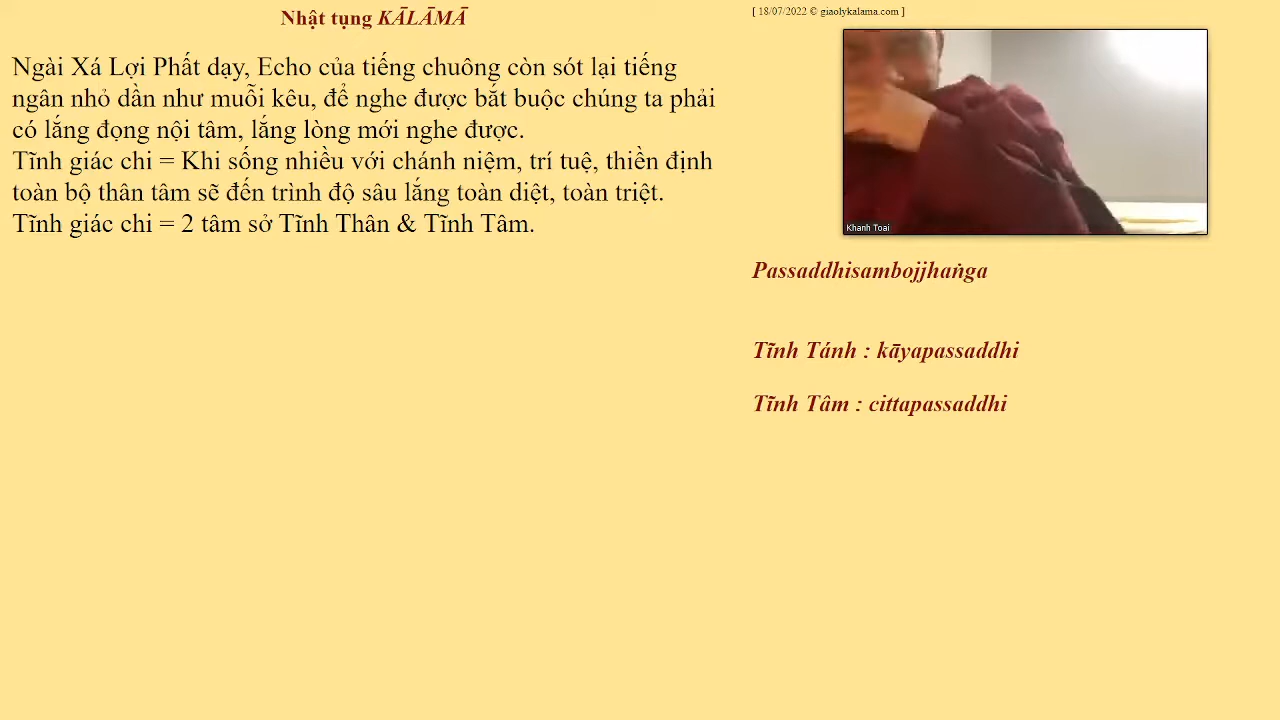 Nhật tụng KĀLĀMĀ
Ngài Xá Lợi Phất dạy, Echo của tiếng chuông còn sót lại tiếng
ngân nhỏ dần như muỗi kêu, để nghe được bắt buộc chúng ta phải
có lắng đọng nội tâm, lắng lòng mới nghe được.
Tĩnh giác chi = Khi sống nhiều với chánh niệm, trí tuệ, thiền định
toàn bộ thân tâm sẽ đến trình độ sâu lắng toàn diệt, toàn triệt.
Tĩnh giác chi = 2 tâm sở Tĩnh Thân & Tĩnh Tâm.
[ 18/07/2022 © giaolykalama.com ]
Khanh Toai
Passaddhisambojjhaṅga
Tĩnh Tánh : kāyapassaddhi
Tĩnh Tâm : cittapassaddhi